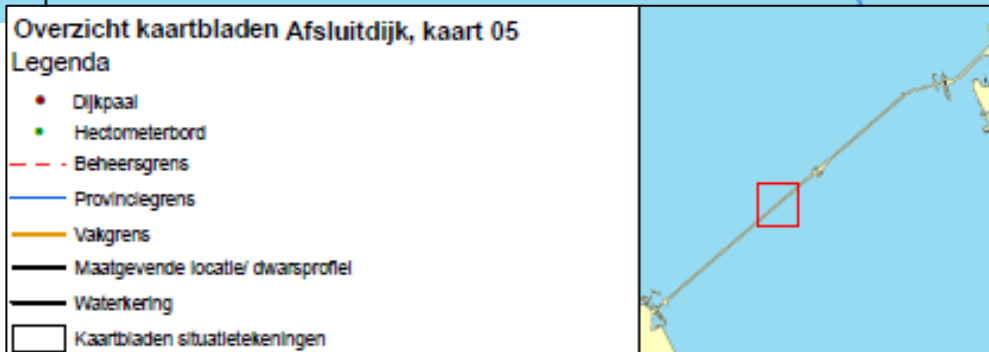 Overzicht kaartbladen Afsluitdijk, kaart 05
Legenda
Dijkpaal
Hectometerbord
Beheersgrens
Provinciegrens
Vakgrens
Maatgevende locatie/ dwarsprofiel
Waterkering
Kaartbladen situatietekeningen